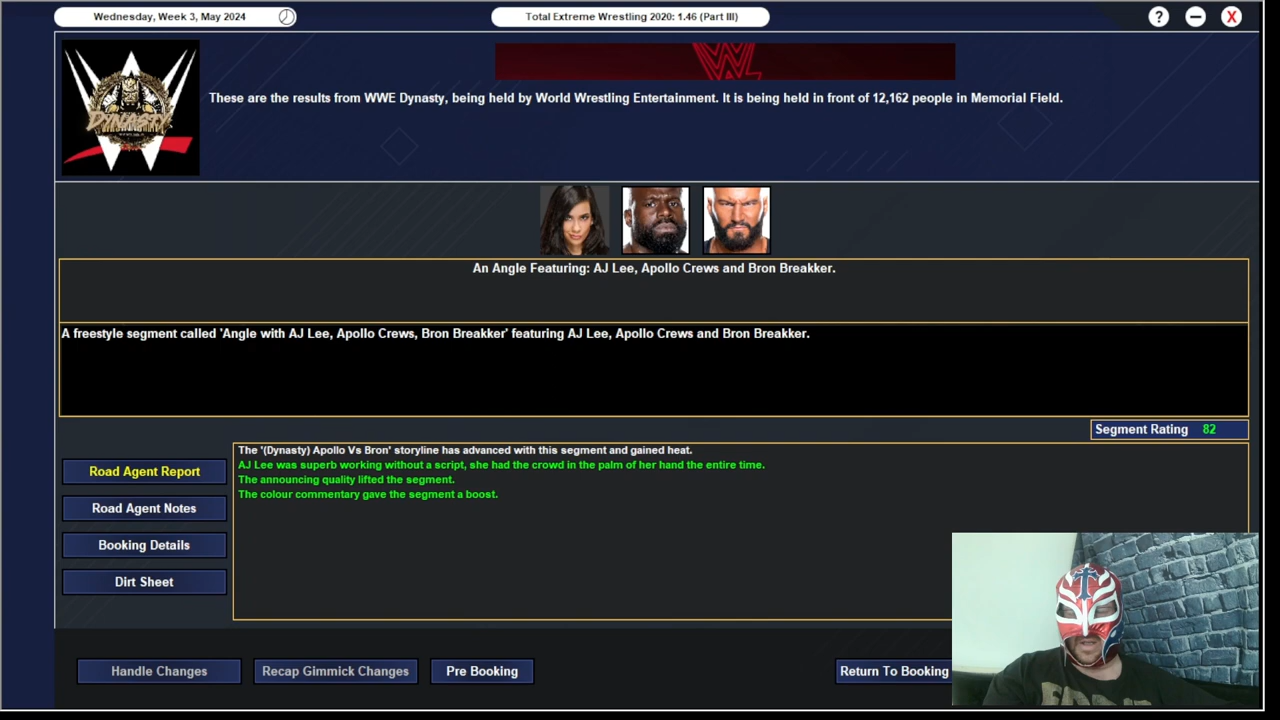 Wednesday, Week 3, May 2024
Total Extreme Wrestling 2020: 1.46 (Part III)
? X
DYNASTY
These are the results from WWE Dynasty, being held by World Wrestling Entertainment. It is being held in front of 12,162 people in Memorial Field.
An Angle Featuring: AJ Lee, Apollo Crews and Bron Breakker.
A freestyle segment called 'Angle with AJ Lee, Apollo Crews, Bron Breakker' featuring AJ Lee, Apollo Crews and Bron Breakker.
Segment Rating 82
Road Agent Report
Road Agent Notes
Booking Details
Dirt Sheet
The '(Dynasty) Apollo Vs Bron' storyline has advanced with this segment and gained heat.
AJ Lee was superb working without a script, she had the crowd in the palm of her hand the entire time.
The announcing quality lifted the segment.
The colour commentary gave the segment a boost.
Handle Changes
Recap Gimmick Changes
Pre Booking
Return To Booking